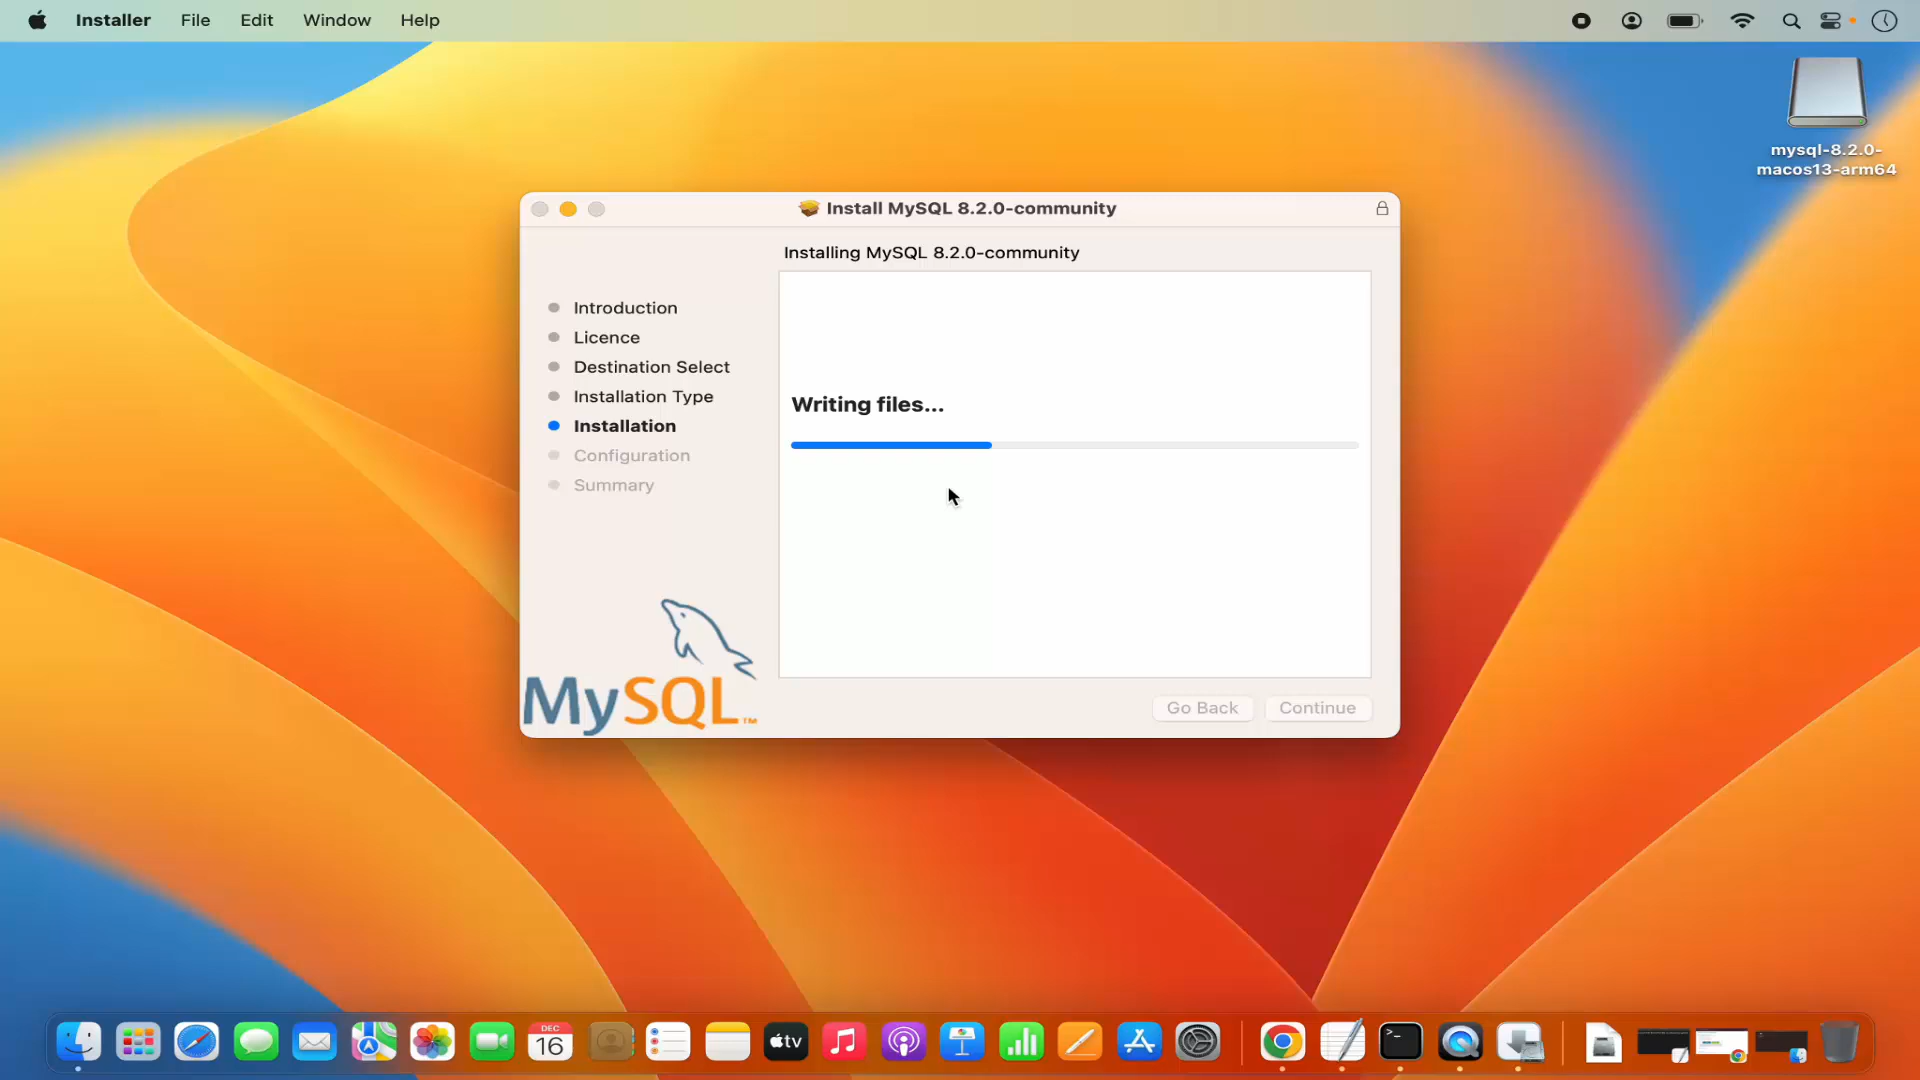 Installer File Edit Window Help
mysql-8.2.0-
macos13-arm64
Install MySQL 8.2.0-community
Installing MySQL 8.2.0-community
Introduction
Licence
Destination Select
Installation Type
Installation
Configuration
Summary
Writing files...
MySQL™
Go Back Continue
DEC
16
tv